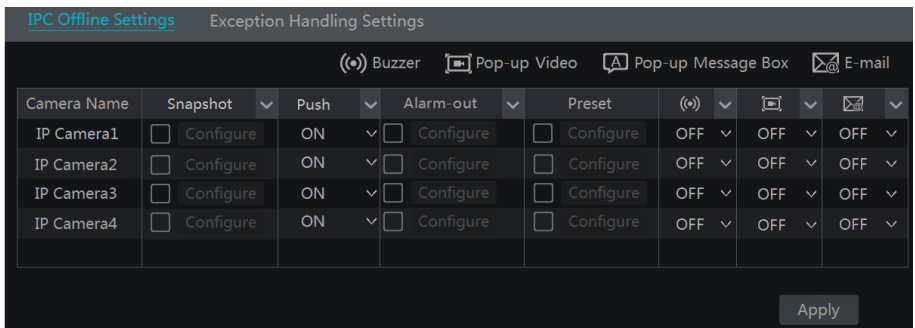 IPC Offline Settings Exception Handling Settings
Buzzer Pop-up Video Pop-up Message Box E-mail
Camera Name Snapshot Push Alarm-out Preset
IP Camera1 Configure ON Configure Configure OFF OFF OFF
IP Camera2 Configure ON Configure Configure OFF OFF OFF
IP Camera3 Configure ON Configure Configure OFF OFF OFF
IP Camera4 Configure ON Configure Configure OFF OFF OFF
Apply